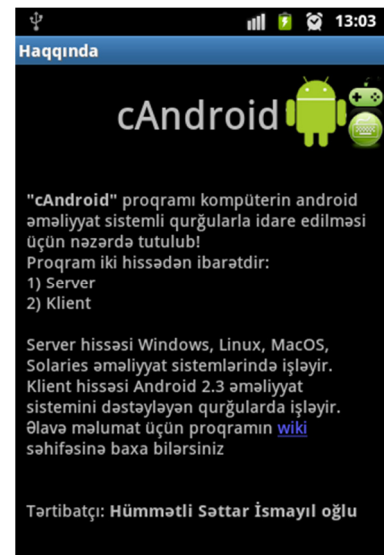 13:03
Haqqında
cAndroid
"cAndroid" proqramı kompüterin android
əməliyyat sistemli qurğularla idarə edilməsi
üçün nəzərdə tutulub!
Proqram iki hissədən ibarətdir:
1) Server
2) Klient
Server hissəsi Windows, Linux, MacOS,
Solaries əməliyyat sistemlərində işləyir.
Klient hissəsi Android 2.3 əməliyyat
sistemini dəstəyləyən qurğularda işləyir.
Əlavə məlumat üçün proqramın wiki
səhifəsinə baxa bilərsiniz
Tərtibatçı: Hümmətli Səttar İsmayıl oğlu